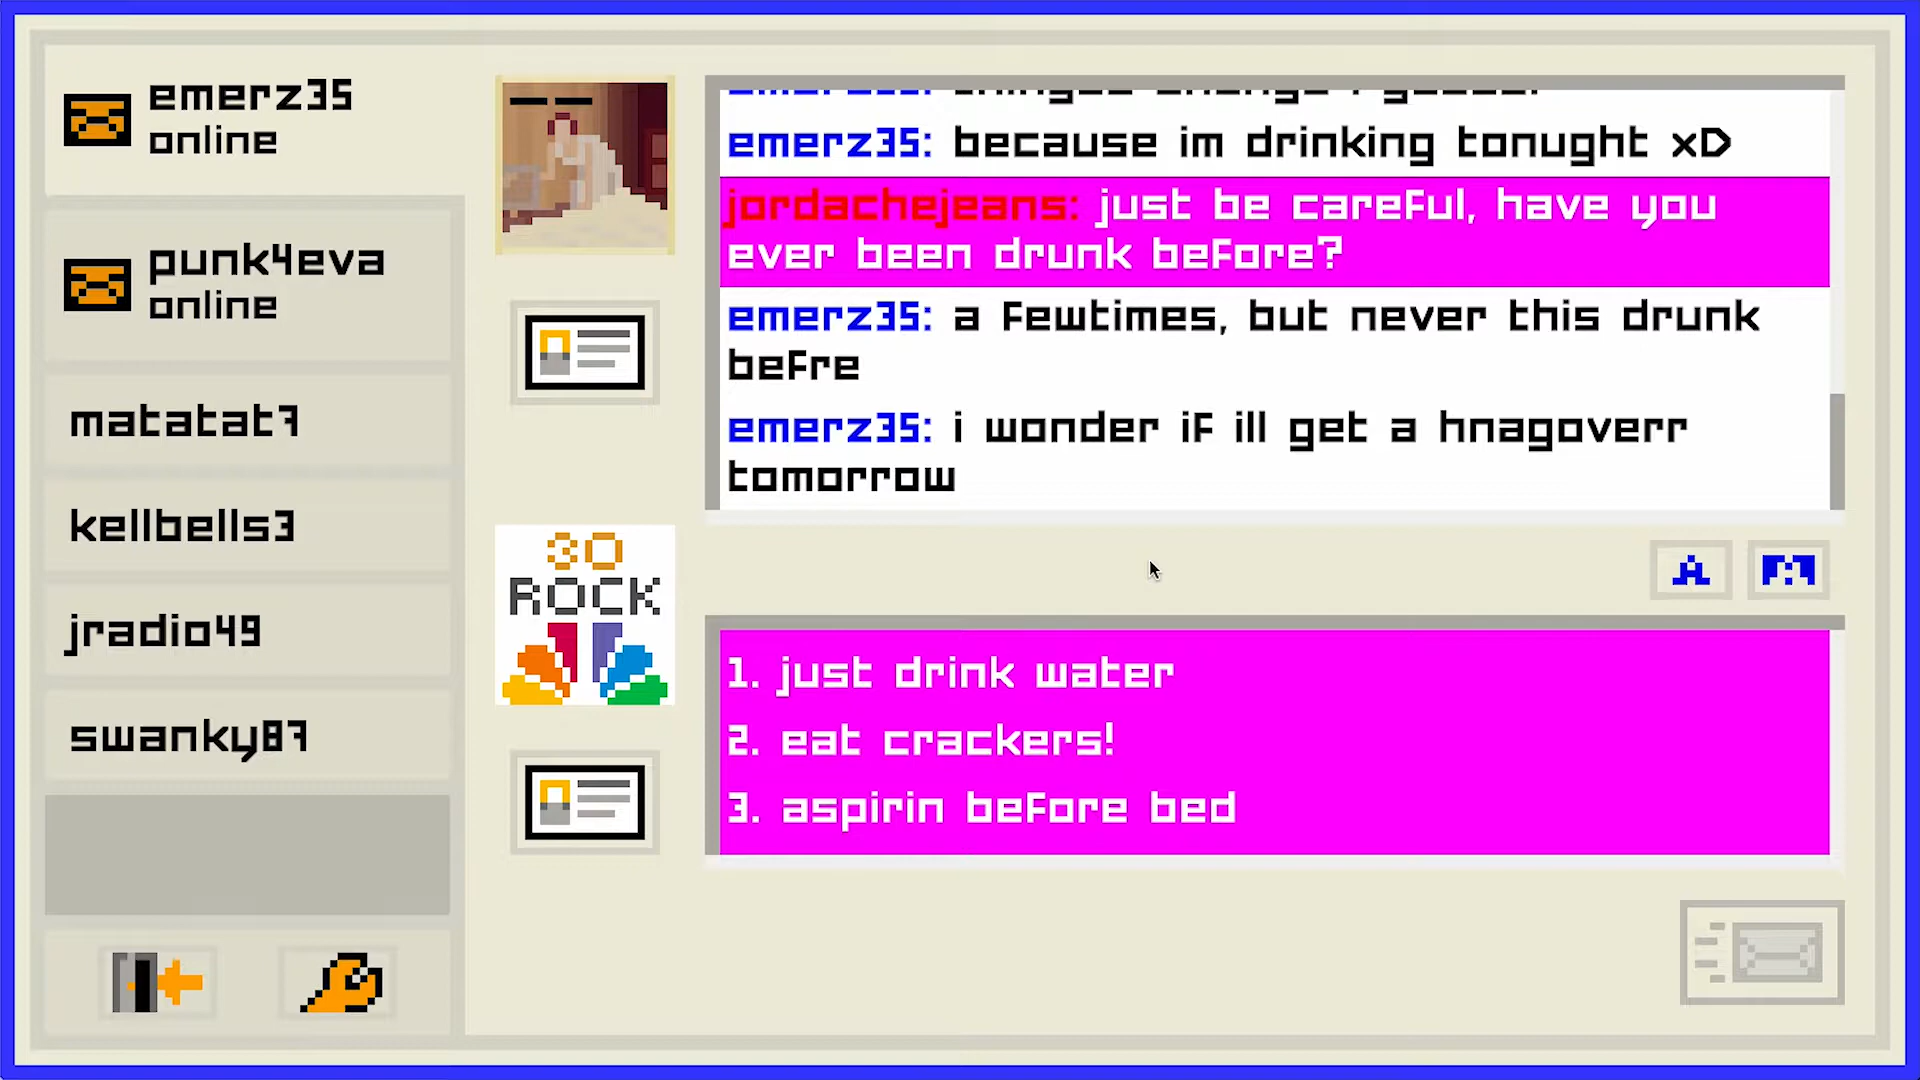 emerz35
online
punk4eva
online
matatat7
kellbells3
jradio49
swanky87
30
ROCK
emerz35: because im drinking tonught xD
jordachejeans: just be careful, have you
ever been drunk before?
emerz35: a fewtimes, but never this drunk
befre
emerz35: i wonder if ill get a hnagoverr
tomorrow
A
1. just drink water
2. eat crackers!
3. aspirin before bed